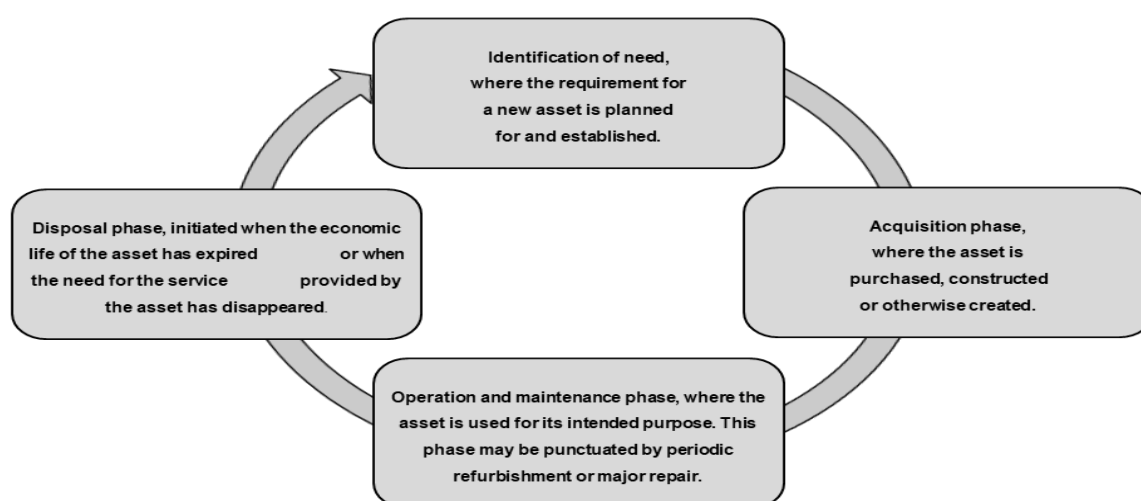 Identification of need,
where the requirement for
a new asset is planned
for and established.
Acquisition phase,
where the asset is
purchased, constructed
or otherwise created.
Operation and maintenance phase, where the
asset is used for its intended purpose. This
phase may be punctuated by periodic
refurbishment or major repair.
Disposal phase, initiated when the economic
life of the asset has expired or when
the need for the service provided by
the asset has disappeared.